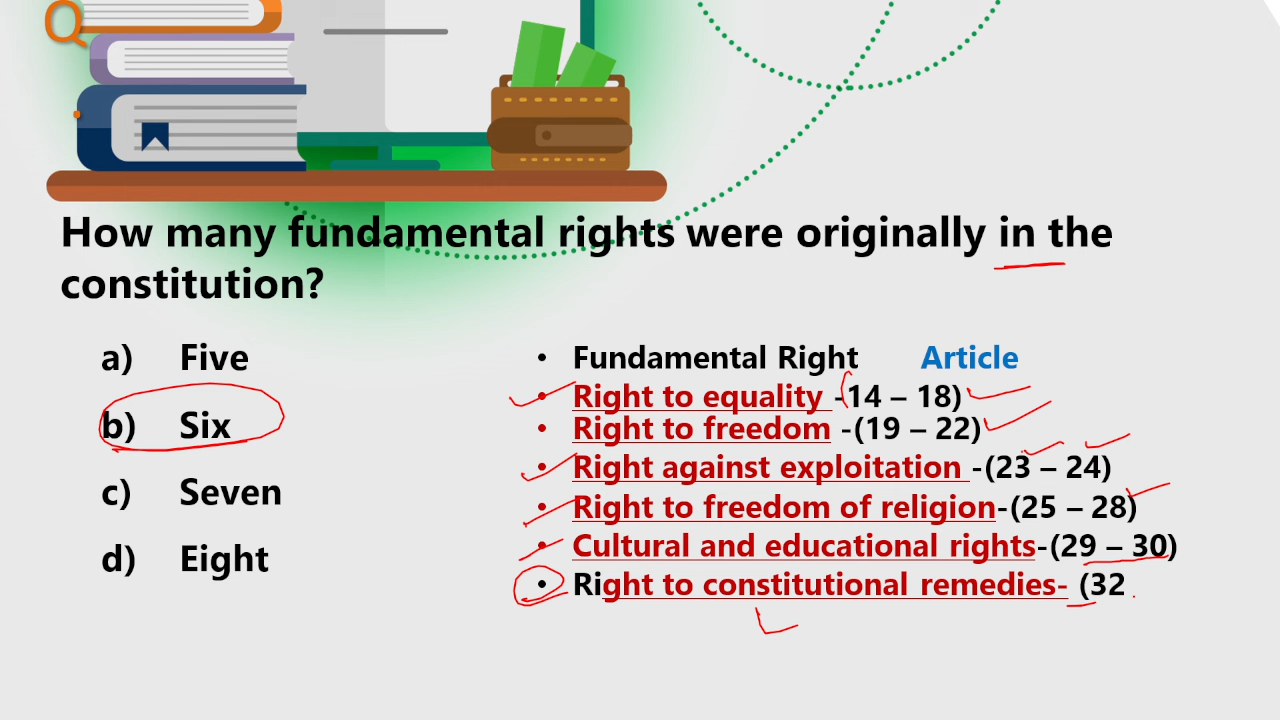 Q
How many fundamental rights were originally in the
constitution?
a) Five
b) Six
c) Seven
d) Eight
• Fundamental Right Article
• Right to equality -(14 – 18)
• Right to freedom -(19 – 22)
• Right against exploitation -(23 – 24)
• Right to freedom of religion-(25 – 28)
• Cultural and educational rights-(29 – 30)
• Right to constitutional remedies- (32